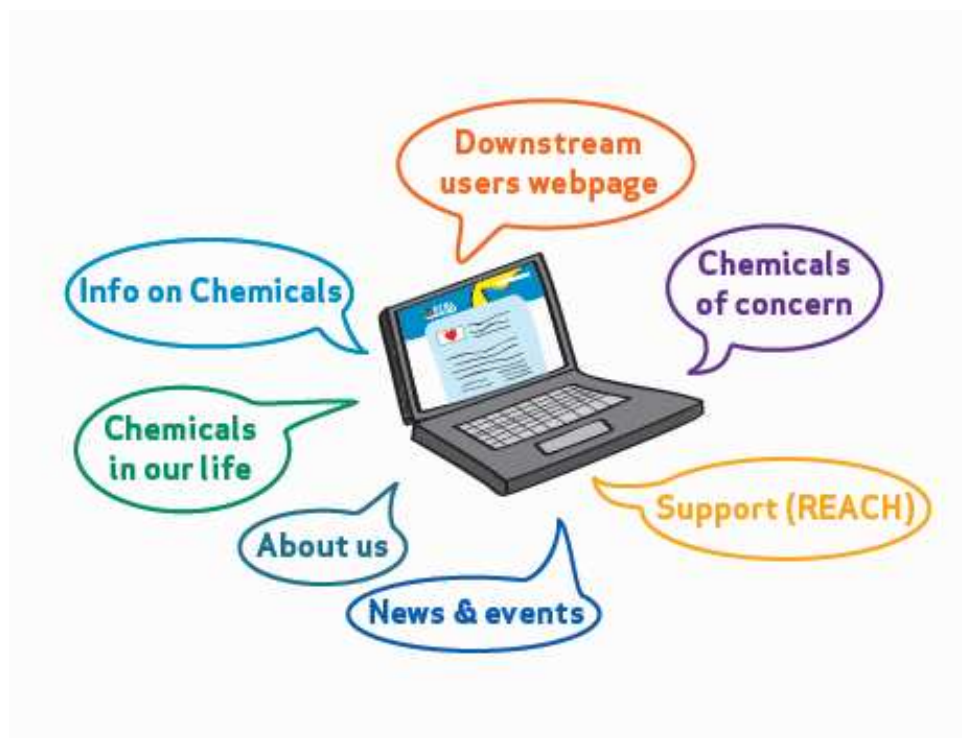 Downstream
users webpage
Chemicals
of concern
Info on Chemicals
Chemicals
in our life
Support (REACH)
About us
News & events